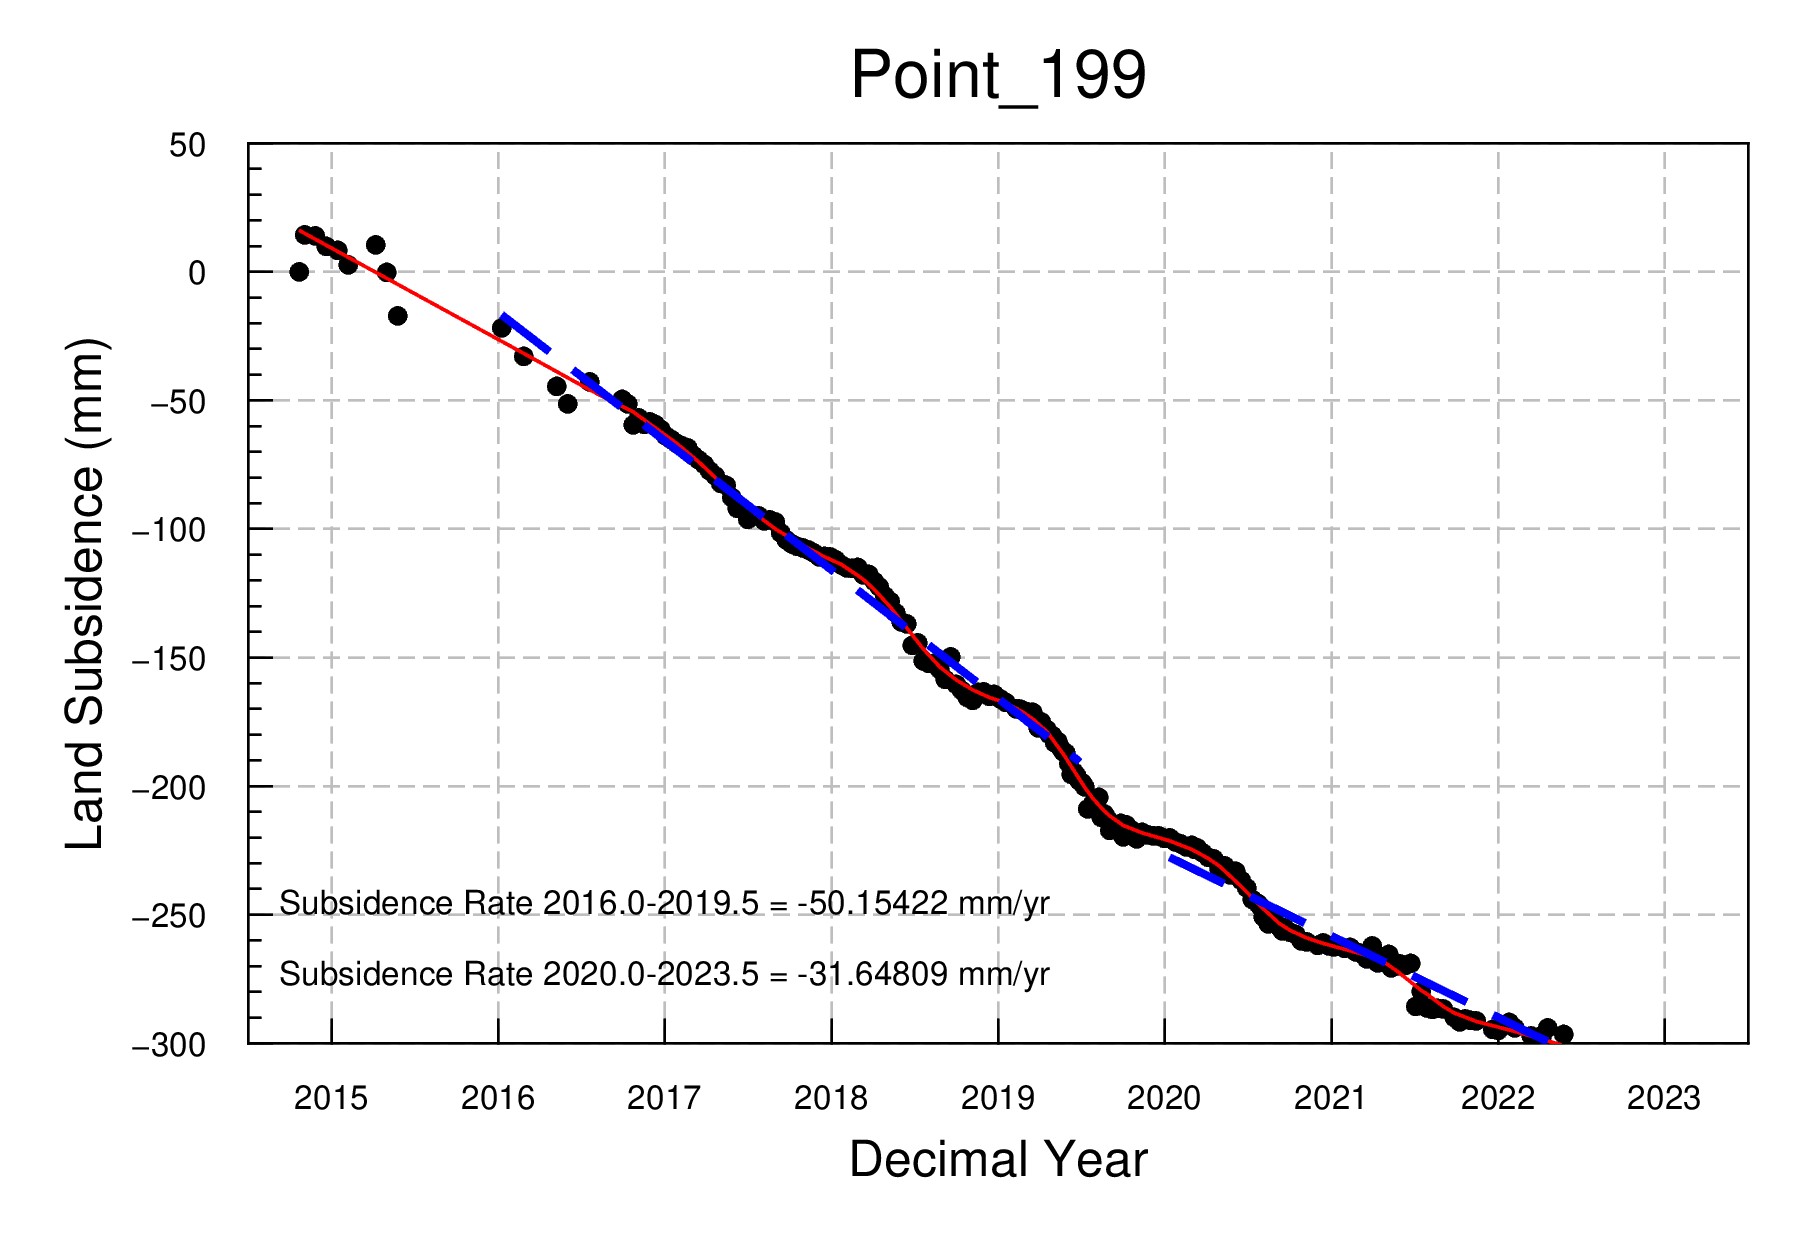 Point_199
50
0
−50
−100
−150
−200
−250
−300
Land Subsidence (mm)
Subsidence Rate 2016.0-2019.5 = -50.15422 mm/yr
Subsidence Rate 2020.0-2023.5 = -31.64809 mm/yr
2015 2016 2017 2018 2019 2020 2021 2022 2023
Decimal Year